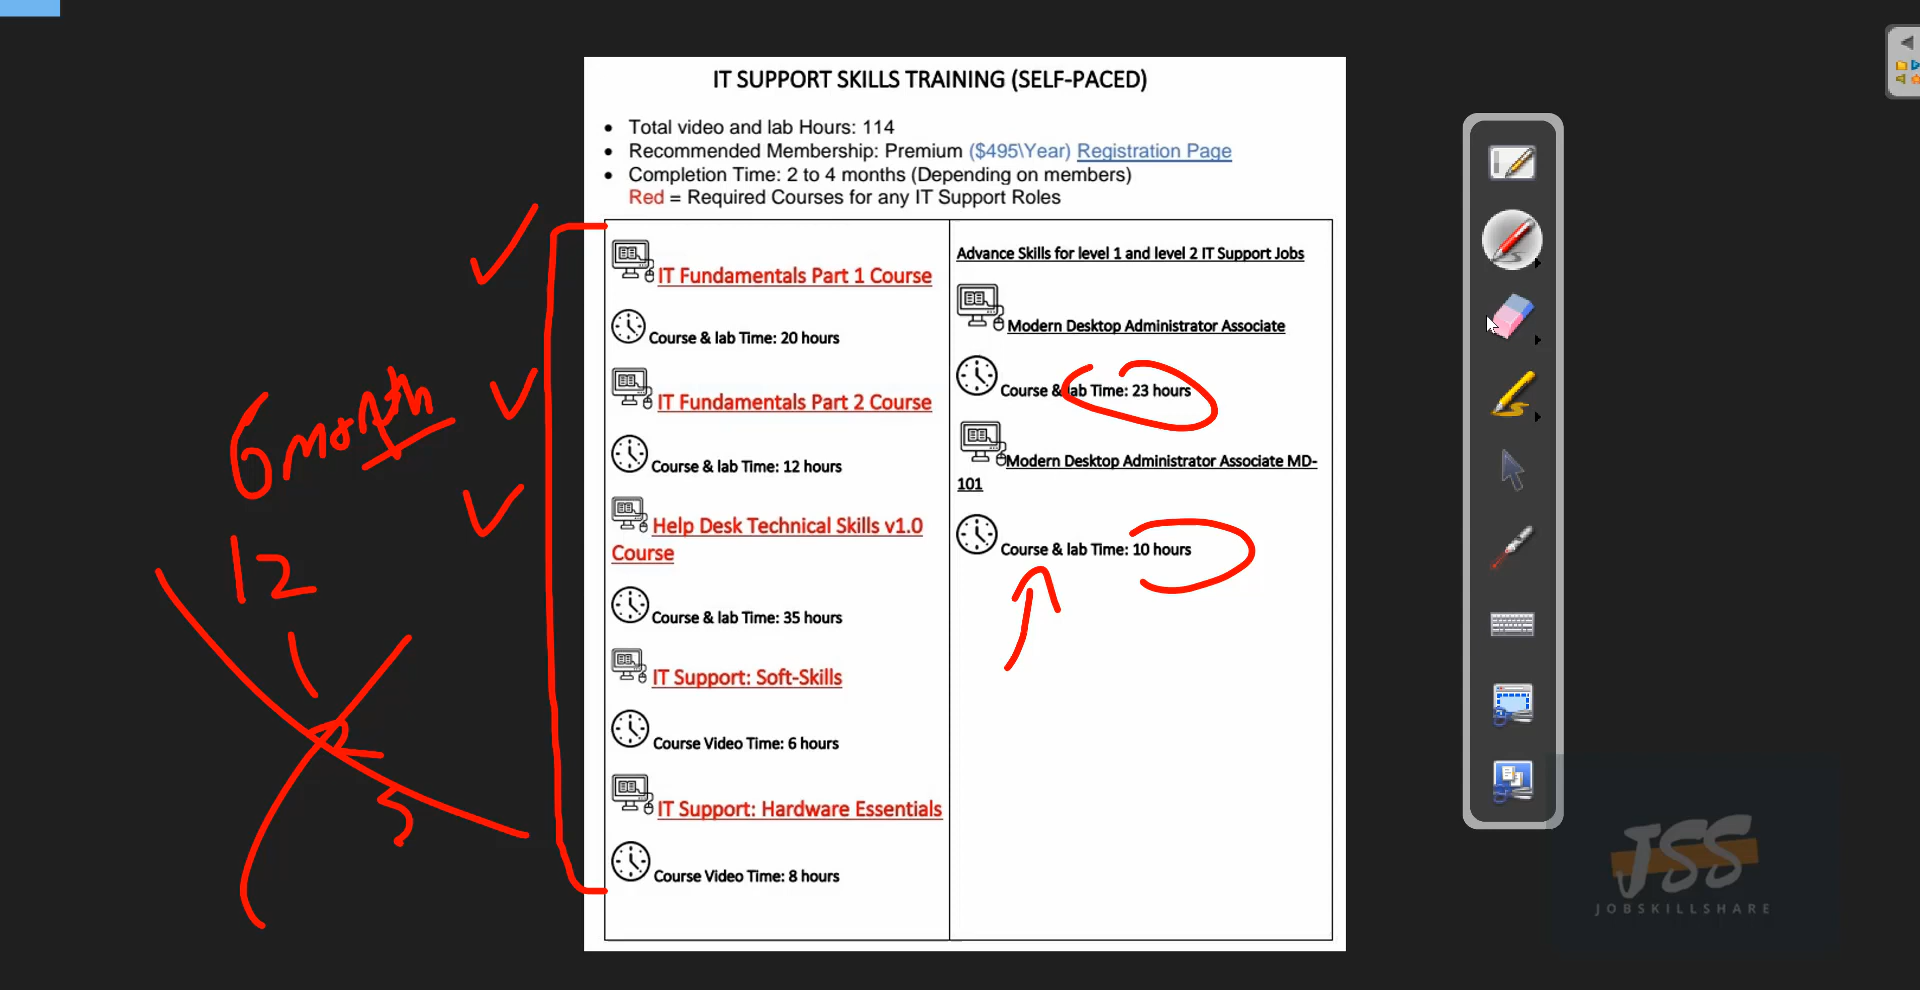 IT SUPPORT SKILLS TRAINING (SELF-PACED)
• Total video and lab Hours: 114
• Recommended Membership: Premium ($495\Year) Registration Page
• Completion Time: 2 to 4 months (Depending on members)
Red = Required Courses for any IT Support Roles
IT Fundamentals Part 1 Course
Course & lab Time: 20 hours
IT Fundamentals Part 2 Course
Course & lab Time: 12 hours
Help Desk Technical Skills v1.0
Course
Course & lab Time: 35 hours
IT Support: Soft-Skills
Course Video Time: 6 hours
IT Support: Hardware Essentials
Course Video Time: 8 hours
Advance Skills for level 1 and level 2 IT Support Jobs
Modern Desktop Administrator Associate
Course & lab Time: 23 hours
Modern Desktop Administrator Associate MD-
101
Course & lab Time: 10 hours
6 month
12
JSS
JOBSKILLSHARE